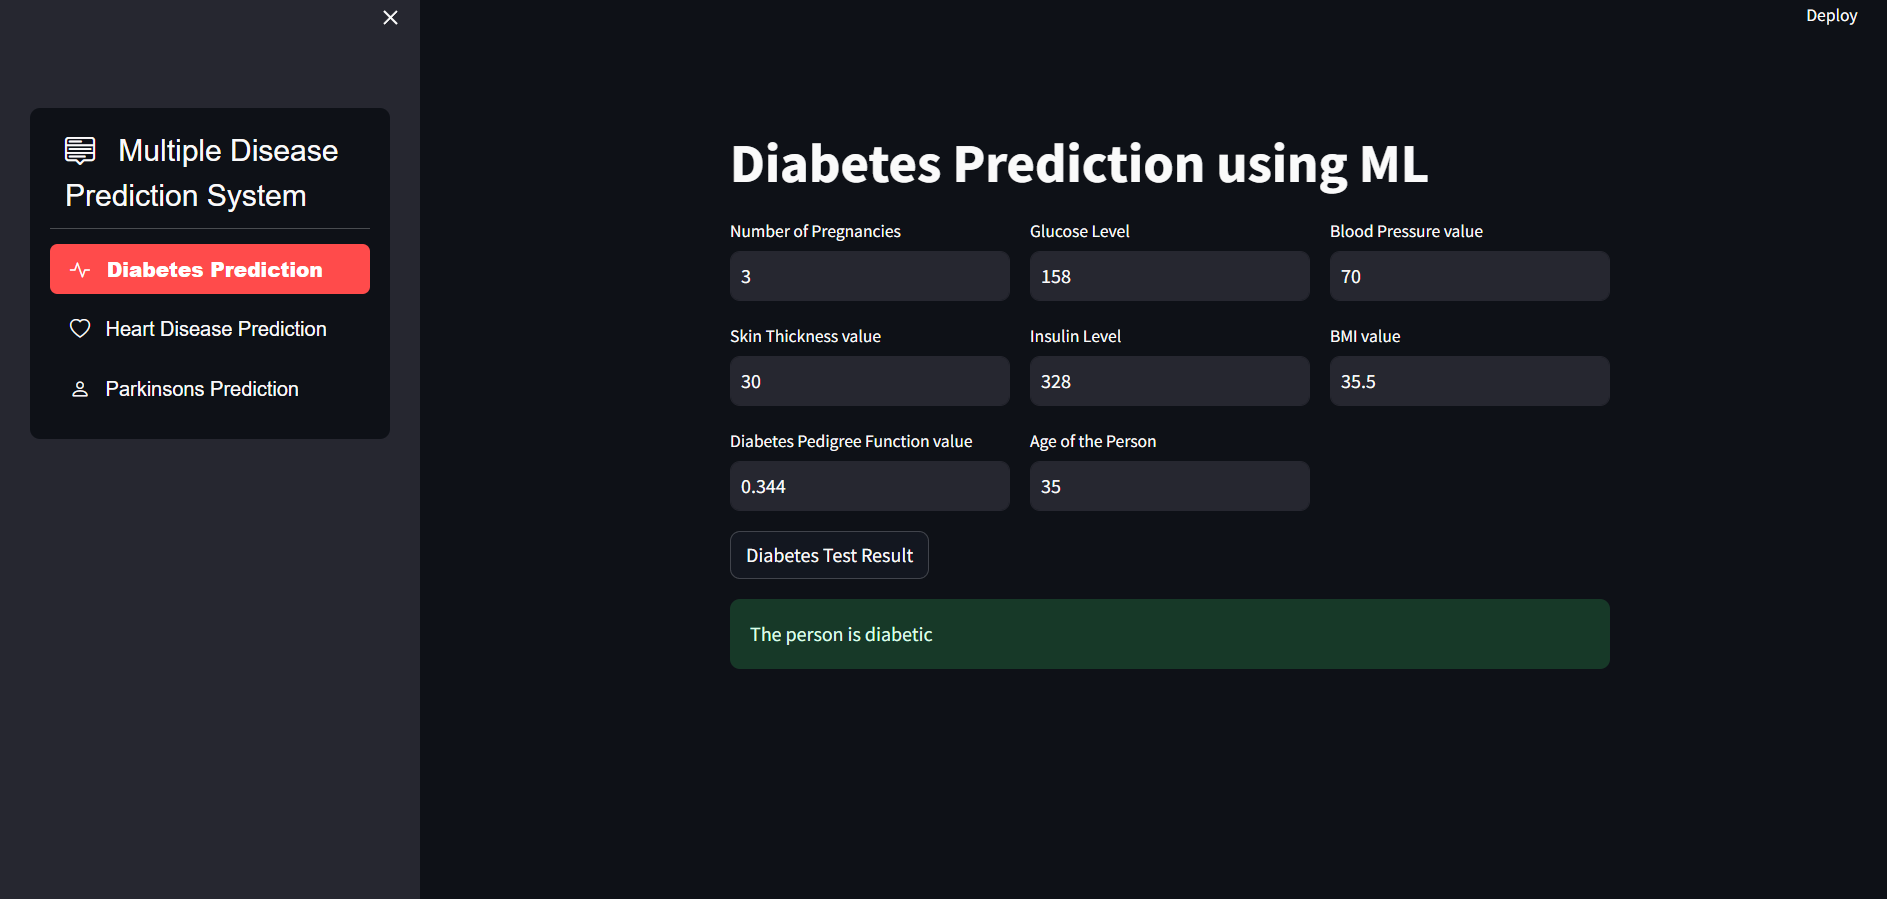 Deploy
Multiple Disease
Prediction System
Diabetes Prediction
Heart Disease Prediction
Parkinsons Prediction
Diabetes Prediction using ML
Number of Pregnancies
3
Glucose Level
158
Blood Pressure value
70
Skin Thickness value
30
Insulin Level
328
BMI value
35.5
Diabetes Pedigree Function value
0.344
Age of the Person
35
Diabetes Test Result
The person is diabetic